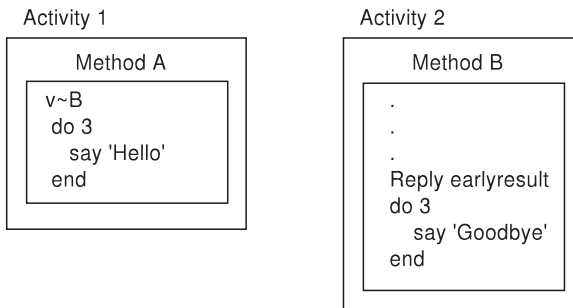 Activity 1
Method A
v~B
do 3
say 'Hello'
end
Activity 2
Method B
.
.
.
Reply earlyresult
do 3
say 'Goodbye'
end